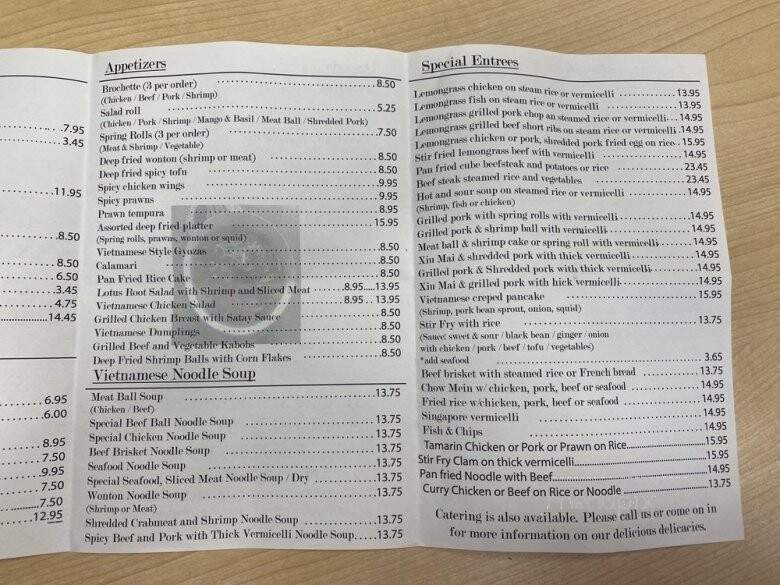 .7.95
3.45
11.95
.8.50
8.50
6.50
3.45
4.75
14.45
6.95
6.00
8.95
7.50
.9.95
7.50
.7.50
12.95
Appetizers
Brochette (3 per order) 8.50
(Chicken / Beef / Pork / Shrimp)
Salad roll 5.25
(Chicken / Pork / Shrimp / Mango & Basil / Meat Ball / Shredded Pork)
Spring Rolls (3 per order) 7.50
(Meat & Shrimp / Vegetable)
Deep fried wonton (shrimp or meat) 8.50
Deep fried spicy tofu 8.50
Spicy chicken wings 9.95
Spicy prawns 9.95
Prawn tempura 8.95
Assorted deep fried platter 15.95
(Spring rolls, prawns, wonton or squid)
Vietnamese Style Gyozas .8.50
Calamari .8.50
Pan Fried Rice Cake 8.50
Lotus Root Salad with Shrimp and Sliced Meat .8.95....13.95
Vietnamese Chicken Salad 8.95 . . 13.95
Grilled Chicken Breast with Satay Sauce 8.50
Vietnamese Dumplings .8.50
Grilled Beef and Vegetable Kabobs .8.50
Deep Fried Shrimp Balls with Corn Flakes .8.50
Vietnamese Noodle Soup
Meat Ball Soup 13.75
(Chicken / Beef)
Special Beef Ball Noodle Soup 13.75
Special Chicken Noodle Soup 13.75
Beef Brisket Noodle Soup 13.75
Seafood Noodle Soup 13.75
Special Seafood, Sliced Meat Noodle Soup / Dry 13.75
Wonton Noodle Soup 13.75
(Shrimp or Meat)
Shredded Crabmeat and Shrimp Noodle Soup 13.75
Spicy Beef and Pork with Thick Vermicelli Noodle Soup.....13.75
Special Entrees
Lemongrass chicken on steam rice or vermicelli 13.95
Lemongrass fish on steam rice or vermicelli 13.95
Lemongrass grilled pork chop an steamed rice or vermicelli 14.95
Lemongrass grilled beef short ribs on steam rice or vermicelli 14.95
Lemongrass chicken or pork, shredded pork fried egg on rice 15.95
Stir fried lemongrass beef with vermicelli 14.95
Pan fried cube beefsteak and potatoes or rice 23.45
Beef steak steamed rice and vegetables 23.45
Hot and sour soup on steamed rice or vermicelli 14.95
(Shrimp, fish or chicken)
Grilled pork with spring rolls with vermicelli 14.95
Grilled pork & shrimp ball with vermicelli 14.95
Meat ball & shrimp cake or spring roll with vermicelli 14.95
Xiu Mai & shredded pork with thick vermicelli 14.95
Grilled pork & Shredded pork with thick vermicelli 14.95
Xiu Mai & grilled pork with hick vermicelli 14.95
Vietnamese creped pancake 15.95
(Shrimp, pork bean sprout, onion, squid)
Stir Fry with rice 13.75
(Sauce: sweet & sour / black bean / ginger / onion
with chicken / pork / beef / tofu / vegetables)
*add seafood 3.65
Beef brisket with steamed rice or French bread 13.75
Chow Mein w/chicken, pork, beef or seafood 14.95
Fried rice w/chicken, pork, beef or seafood 14.95
Singapore vermicelli 14.95
Fish & Chips 14.95
Tamarin Chicken or Pork or Prawn on Rice 15.95
Stir Fry Clam on thick vermicelli 15.95
Pan fried Noodle with Beef 14.95
Curry Chicken or Beef on Rice or Noodle 13.75
Catering is also available. Please call us or come in
for more information on our delicious delicacies.